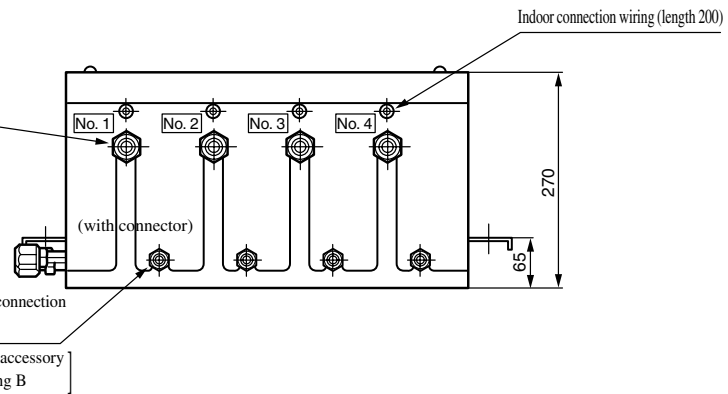 Indoor connection wiring (length 200)
No. 1 No. 2 No. 3 No. 4
270
(with connector)
65
connection
accessory
B